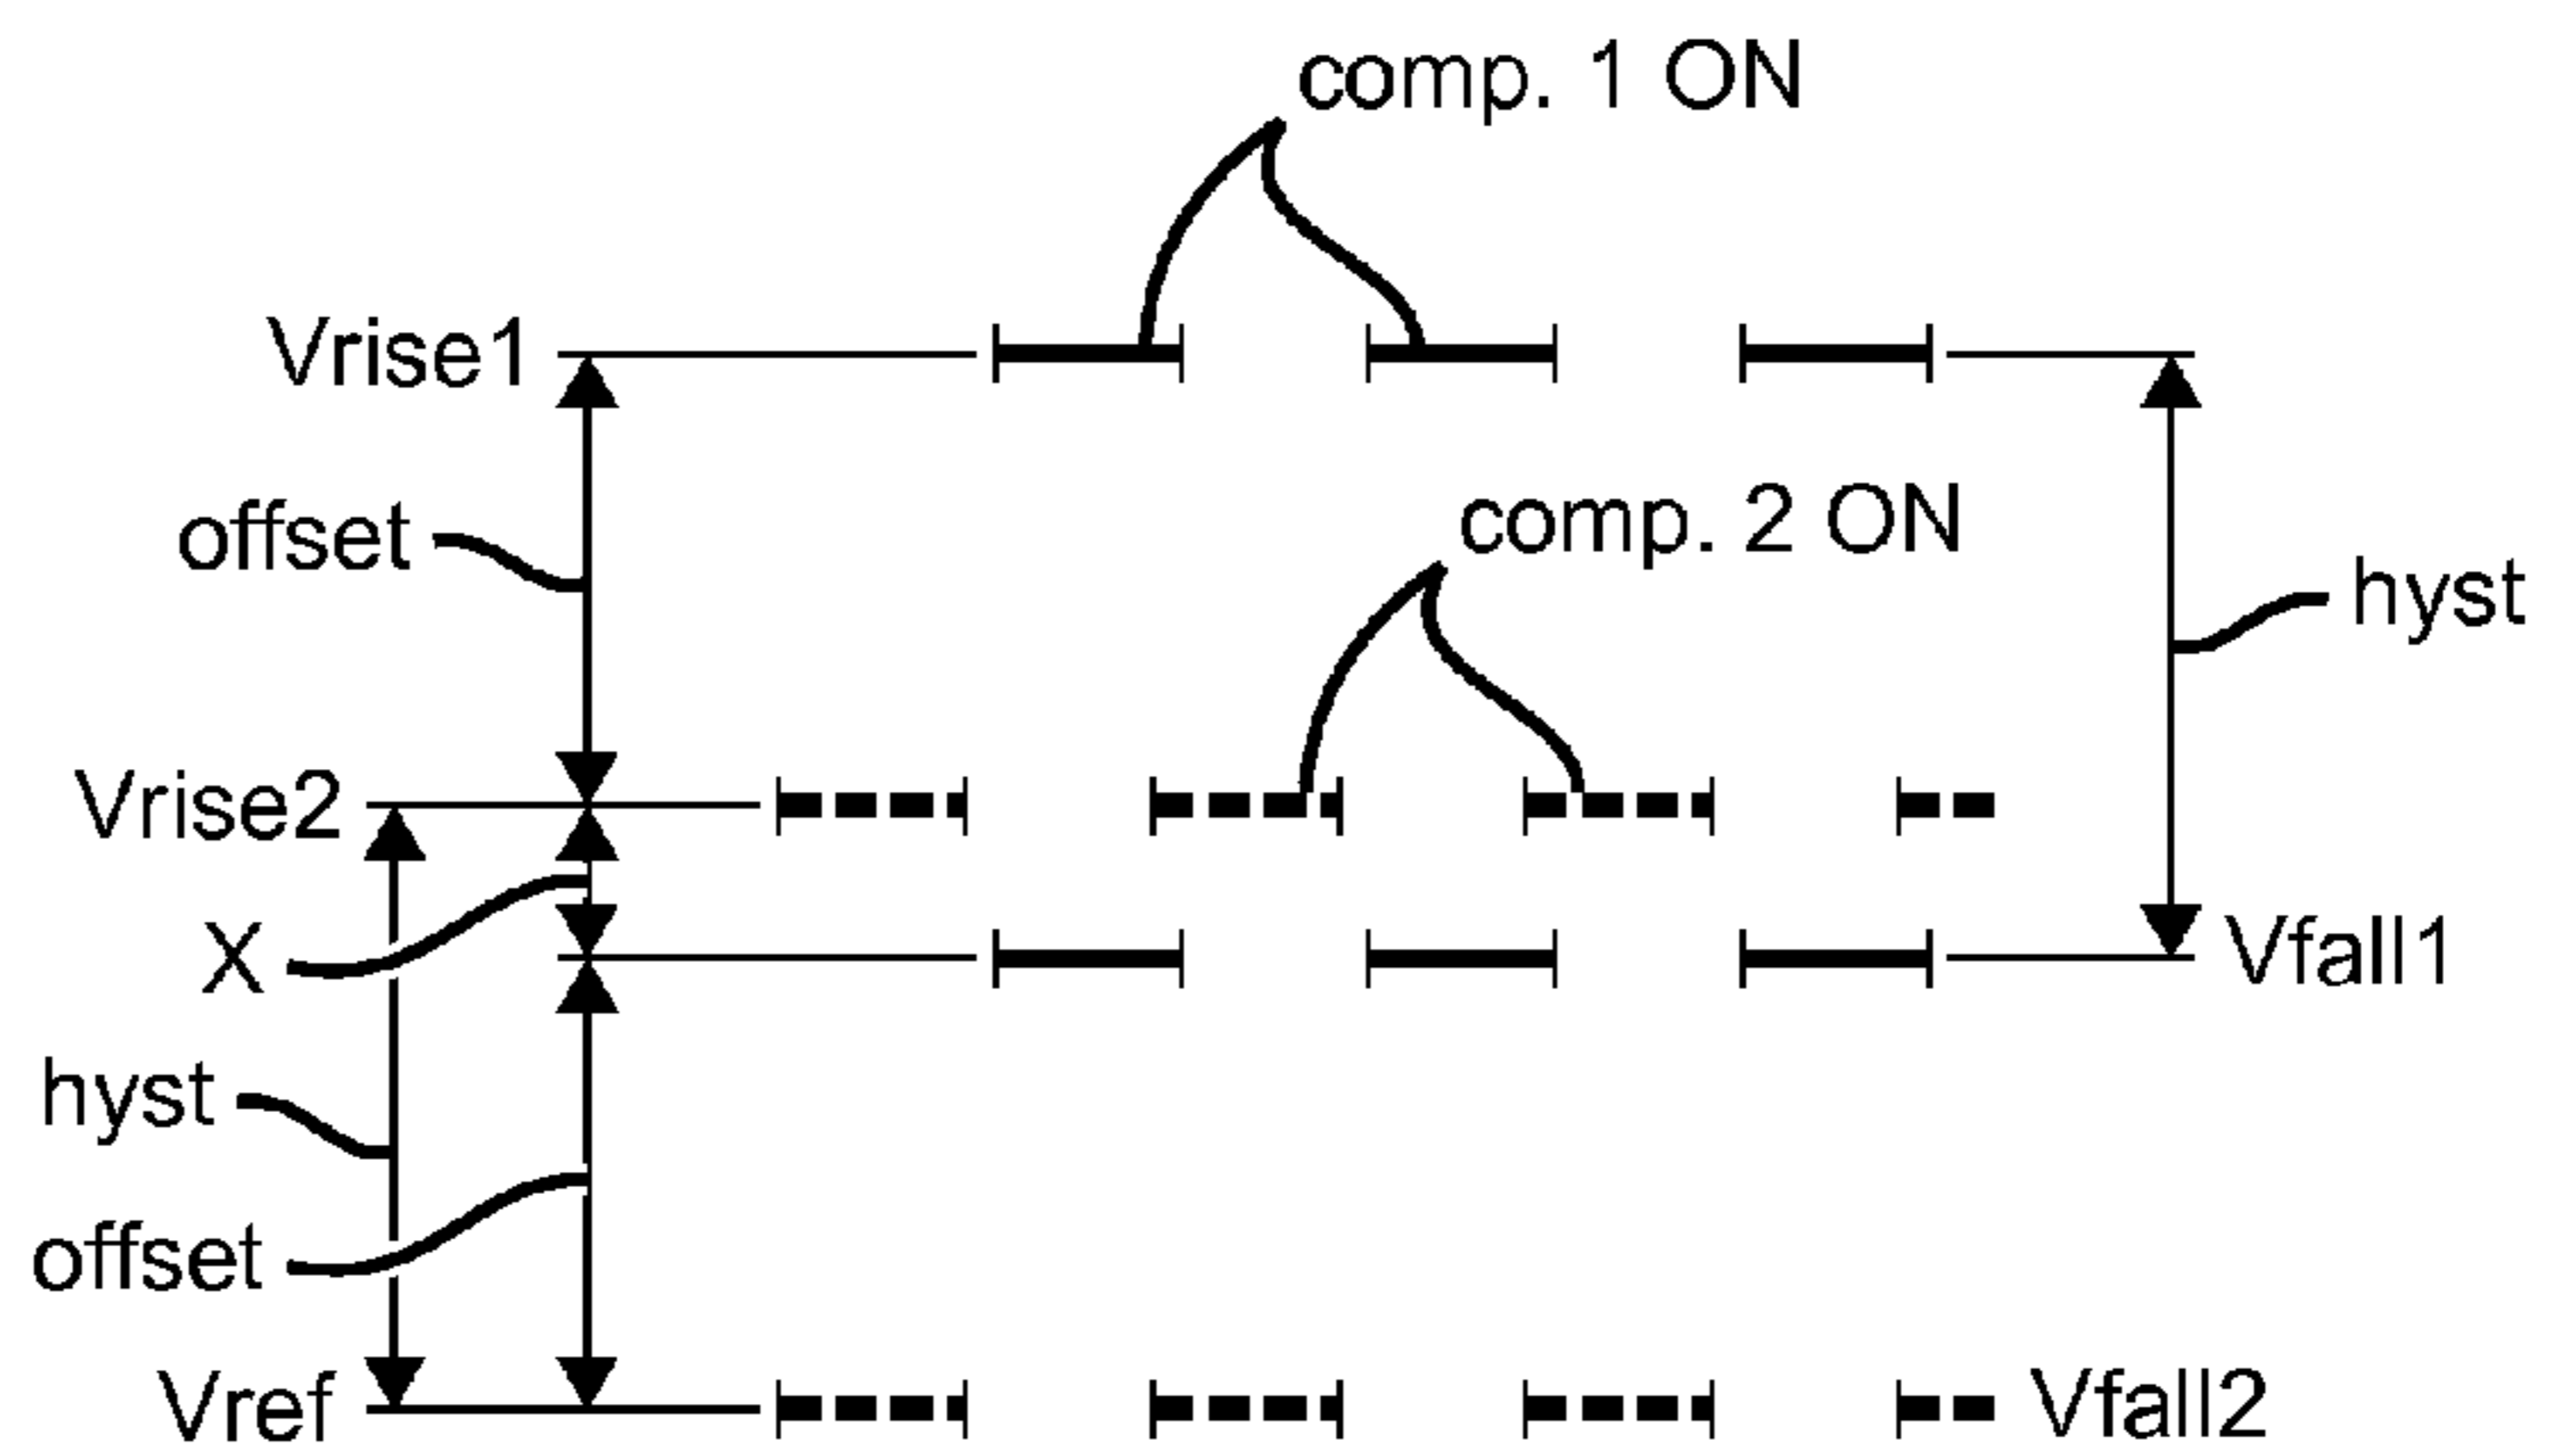 comp. 1 ON
Vrise1
offset
comp. 2 ON
hyst
Vrise2
X
Vfall1
hyst
offset
Vref
Vfall2